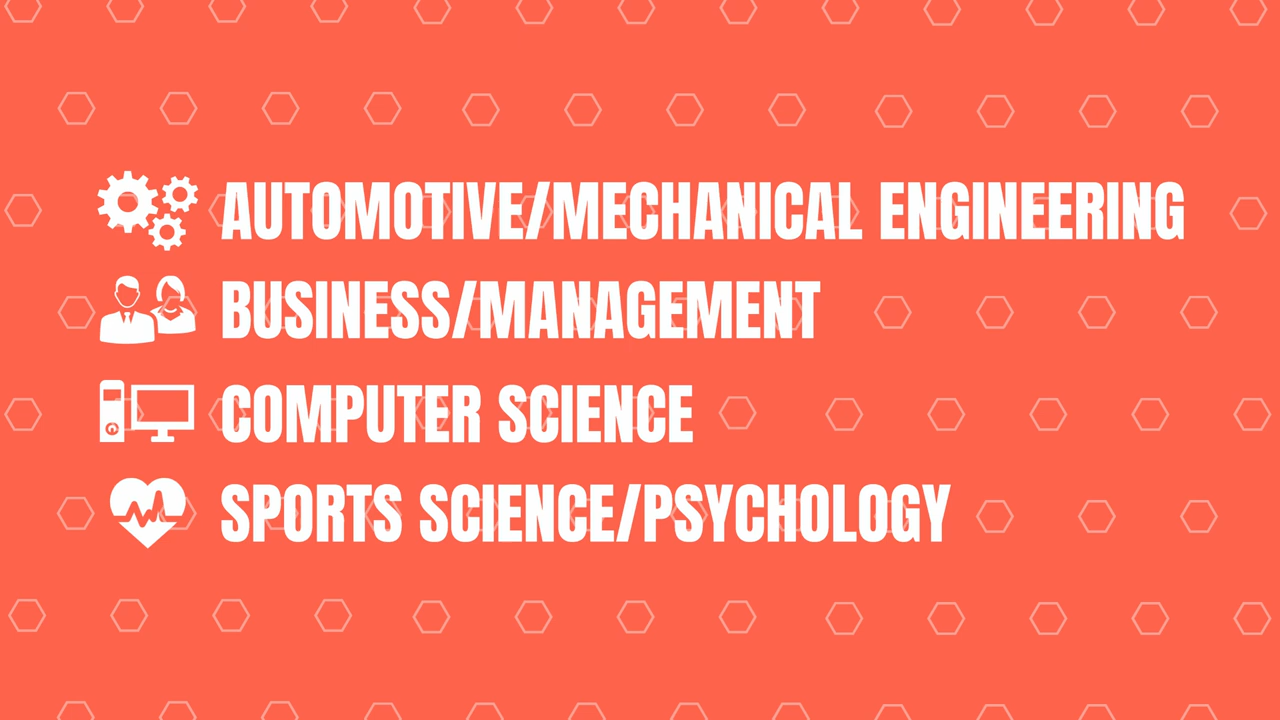 AUTOMOTIVE/MECHANICAL ENGINEERING
BUSINESS/MANAGEMENT
COMPUTER SCIENCE
SPORTS SCIENCE/PSYCHOLOGY